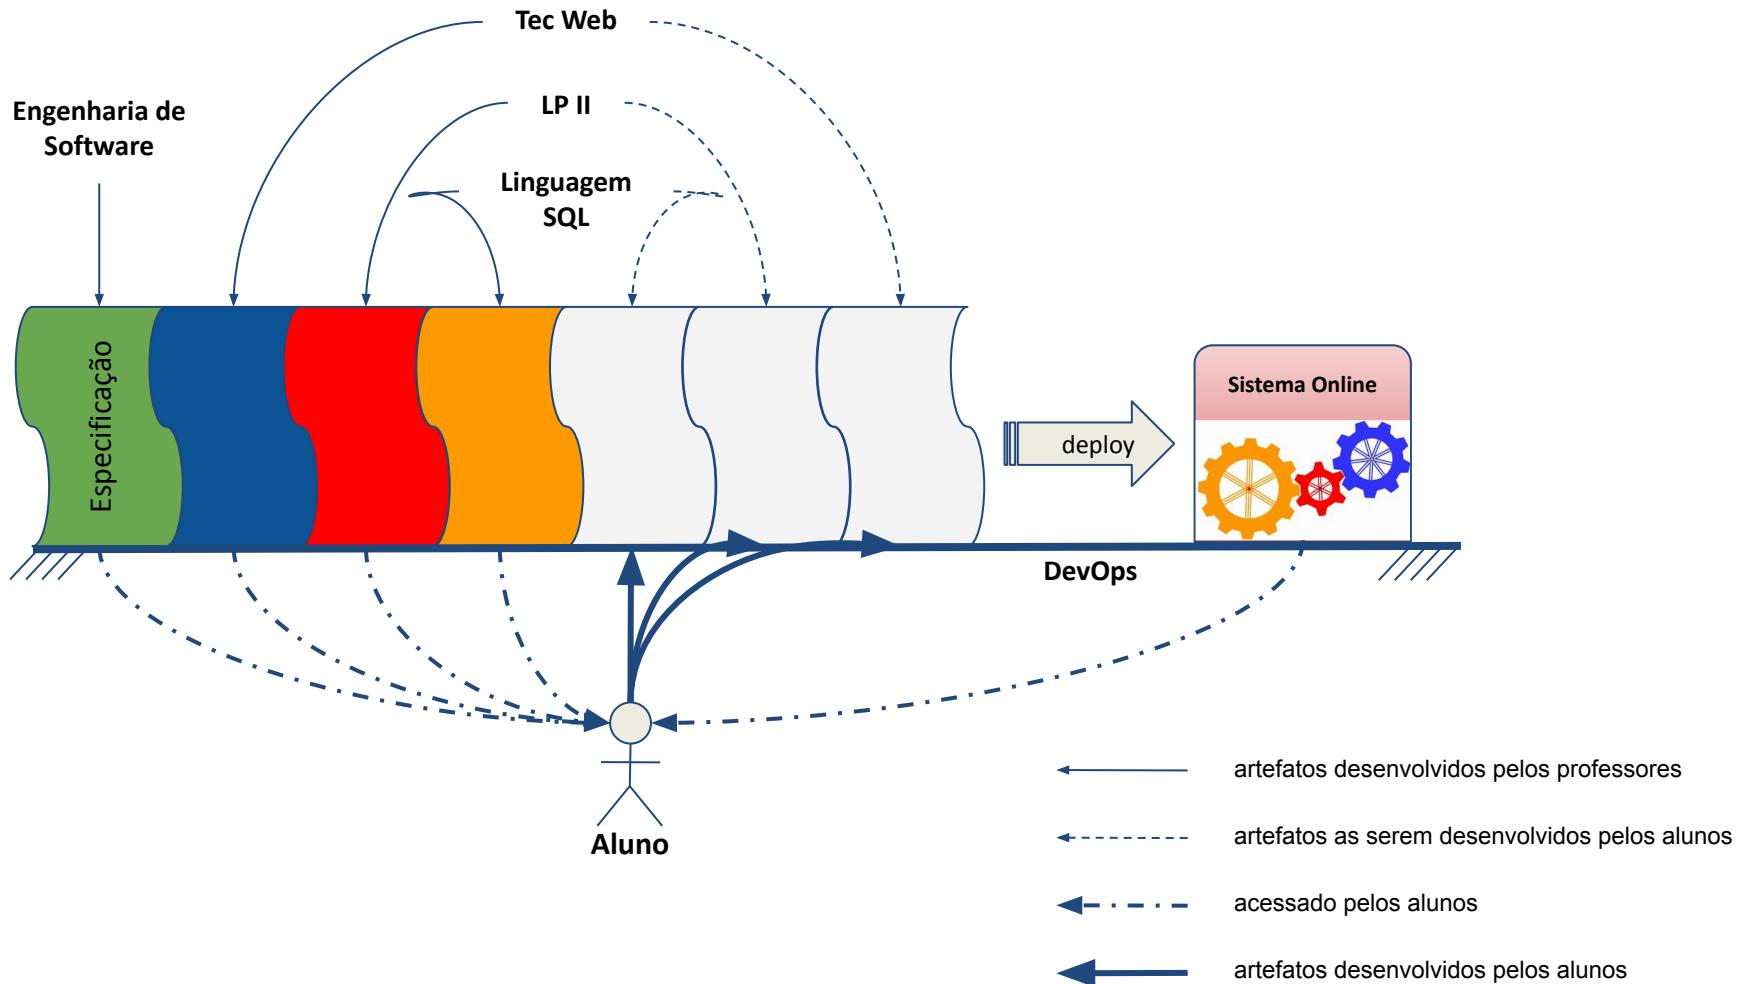 Tec Web
LP II
Engenharia de
Software
Linguagem
SQL
Especificação
Sistema Online
deploy
DevOps
Aluno
artefatos desenvolvidos pelos professores
artefatos as serem desenvolvidos pelos alunos
acessado pelos alunos
artefatos desenvolvidos pelos alunos